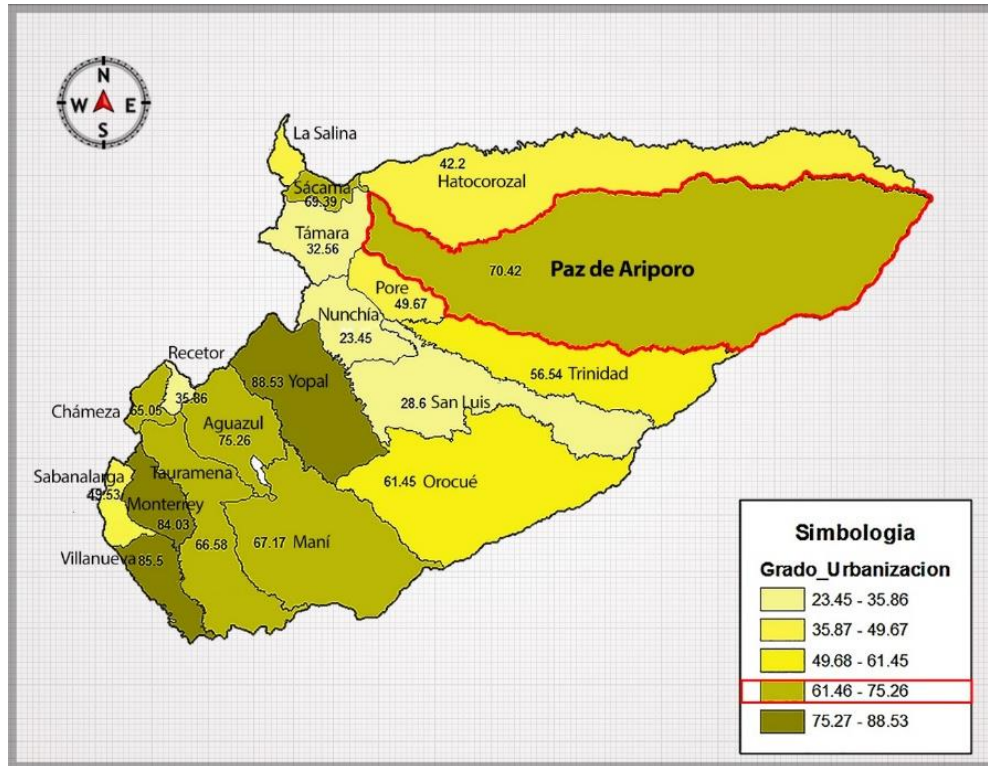 N
W E
S
La Salina
42.2
Hatocorozal
Sácama
69.39
Támara
32.56
70.42 Paz de Ariporo
Pore
49.67
Nunchía
23.45
Recetor
35.86
88.53 Yopal
56.54 Trinidad
Chámeza
65.05
28.6 San Luis
Aguazul
75.26
Tauramena
66.58
Sabanalarga
49.53
61.45 Orocué
Monterrey
84.03
67.17 Maní
Villanueva
85.5
Simbologia
Grado_Urbanizacion
23.45 - 35.86
35.87 - 49.67
49.68 - 61.45
61.46 - 75.26
75.27 - 88.53